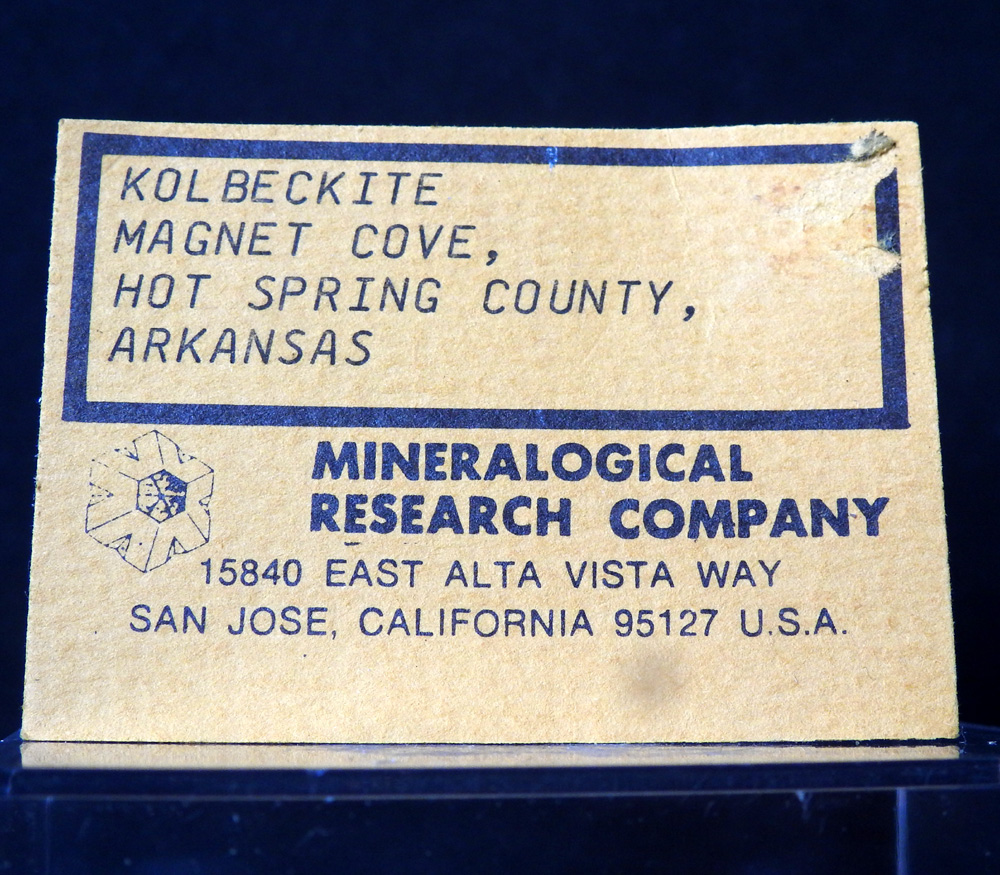 KOLBECKITE
MAGNET COVE,
HOT SPRING COUNTY,
ARKANSAS
MINERALOGICAL
RESEARCH COMPANY
15840 EAST ALTA VISTA WAY
SAN JOSE, CALIFORNIA 95127 U.S.A.